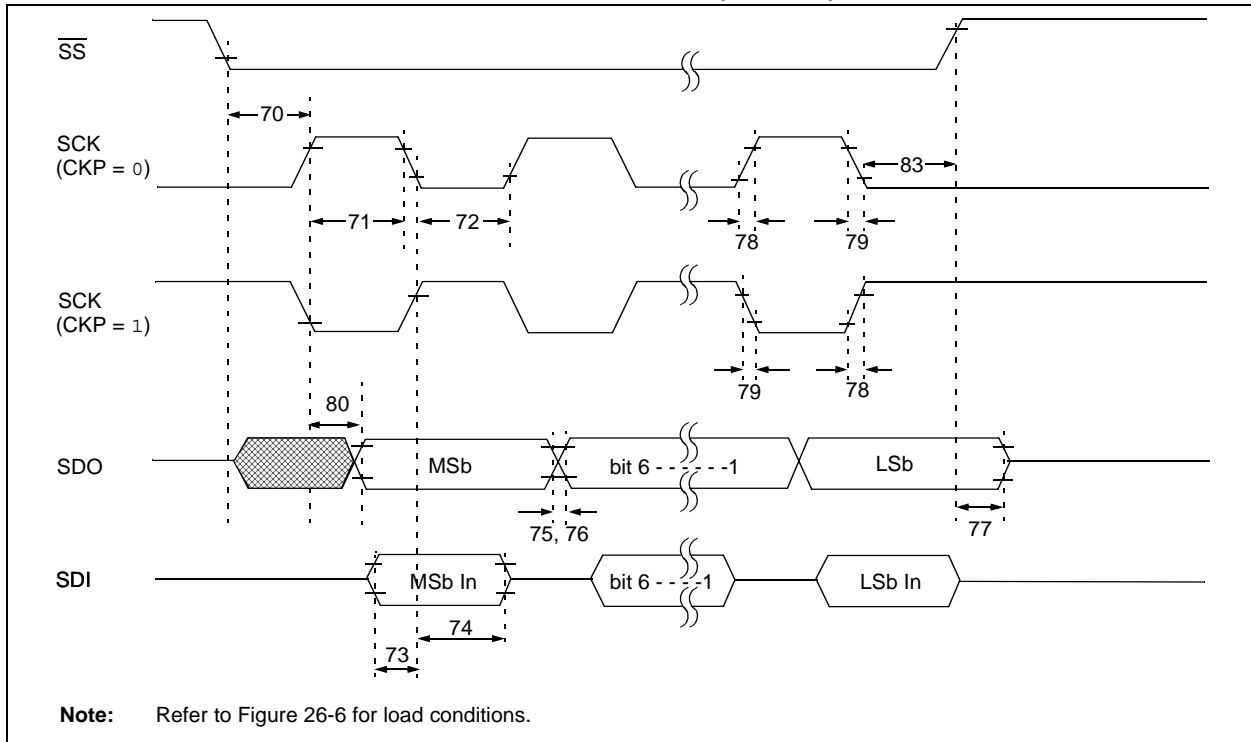 SS
70
SCK
(CKP = 0)
83
71
72
78
79
SCK
(CKP = 1)
79
78
80
SDO
MSb
bit 6 - - - - - -1
LSb
75, 76
77
SDI
MSb In
bit 6 - - - -1
LSb In
74
73
Note: Refer to Figure 26-6 for load conditions.